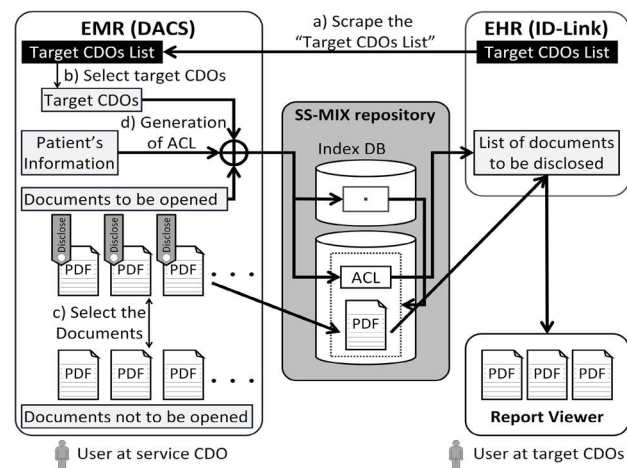 EMR (DACS)
Target CDOs List
b) Select target CDOs
Target CDOs
d) Generation
of ACL
Patient's
Information
Documents to be opened
Disclose
Disclose
Disclose
PDF
PDF
PDF
. . .
c) Select the
Documents
PDF
PDF
PDF
. . .
Documents not to be opened
User at service CDO
a) Scrape the
“Target CDOs List”
SS-MIX repository
Index DB
ACL
PDF
EHR (ID-Link)
Target CDOs List
List of documents
to be disclosed
PDF
PDF
PDF
Report Viewer
User at target CDOs